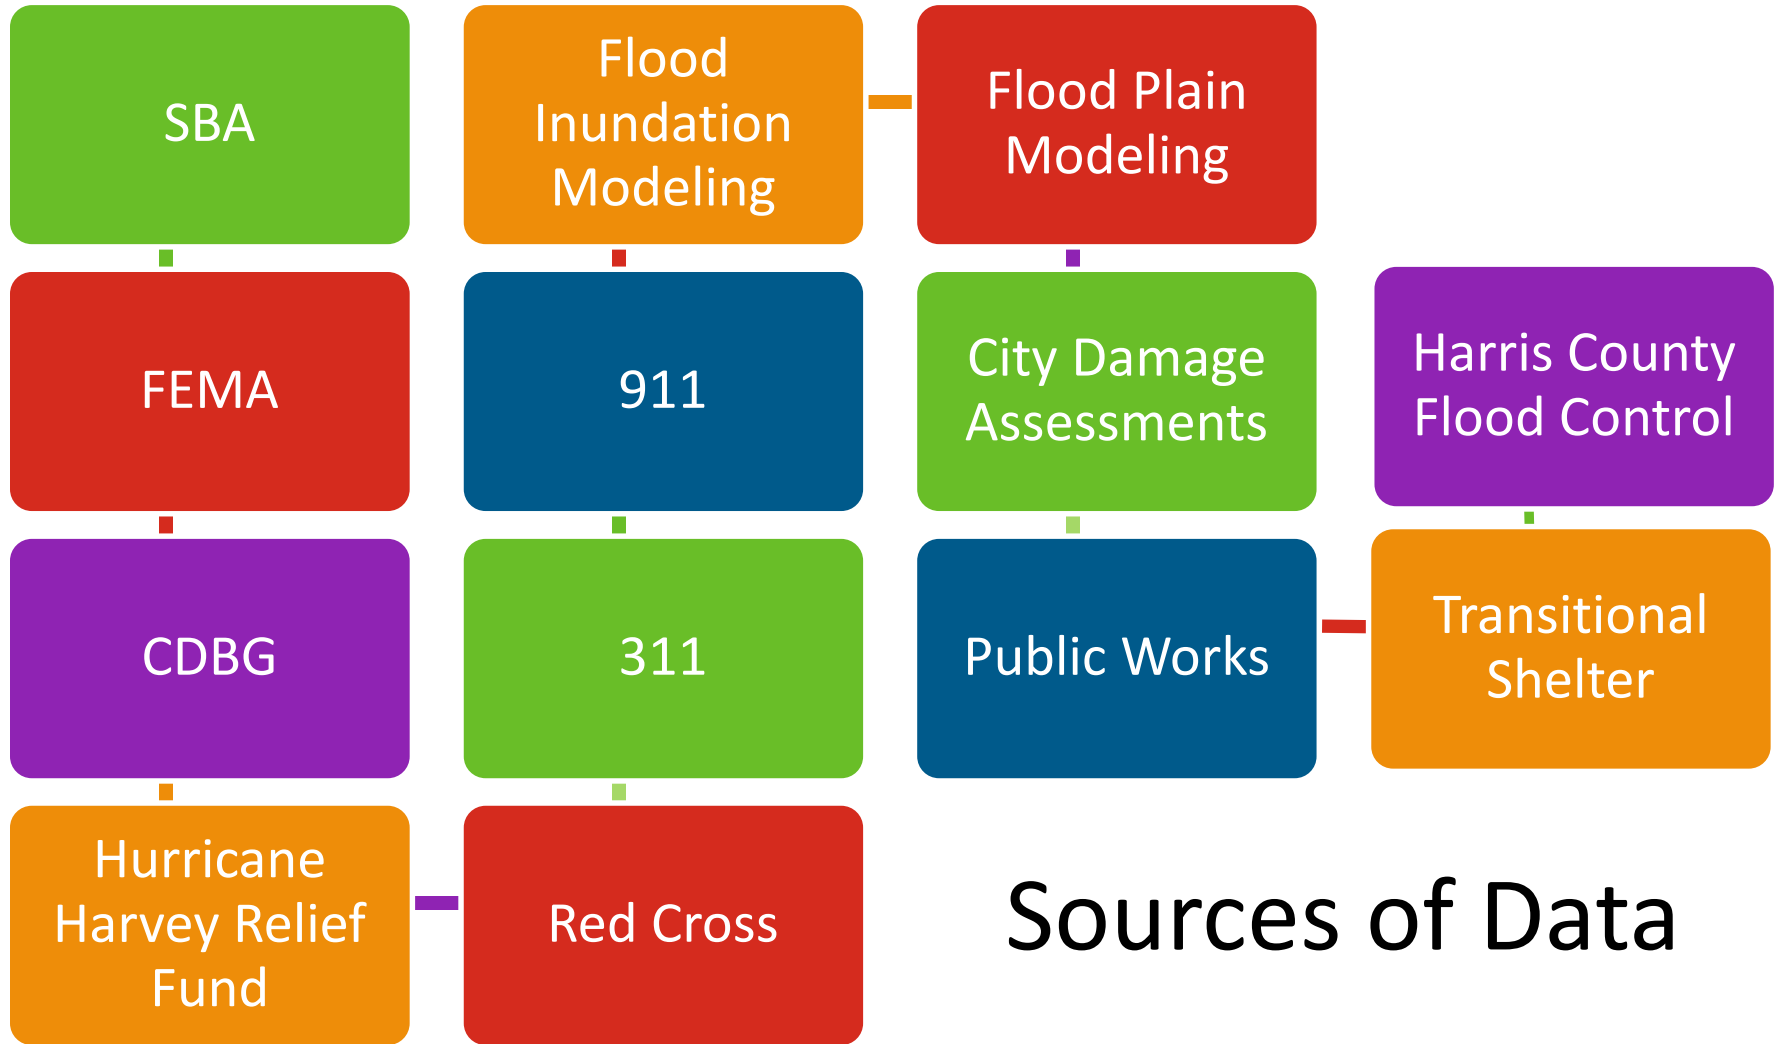 SBA
FEMA
CDBG
Hurricane
Harvey Relief
Fund
Red Cross
311
911
Flood
Inundation
Modeling
Flood Plain
Modeling
City Damage
Assessments
Public Works
Transitional
Shelter
Harris County
Flood Control
Sources of Data